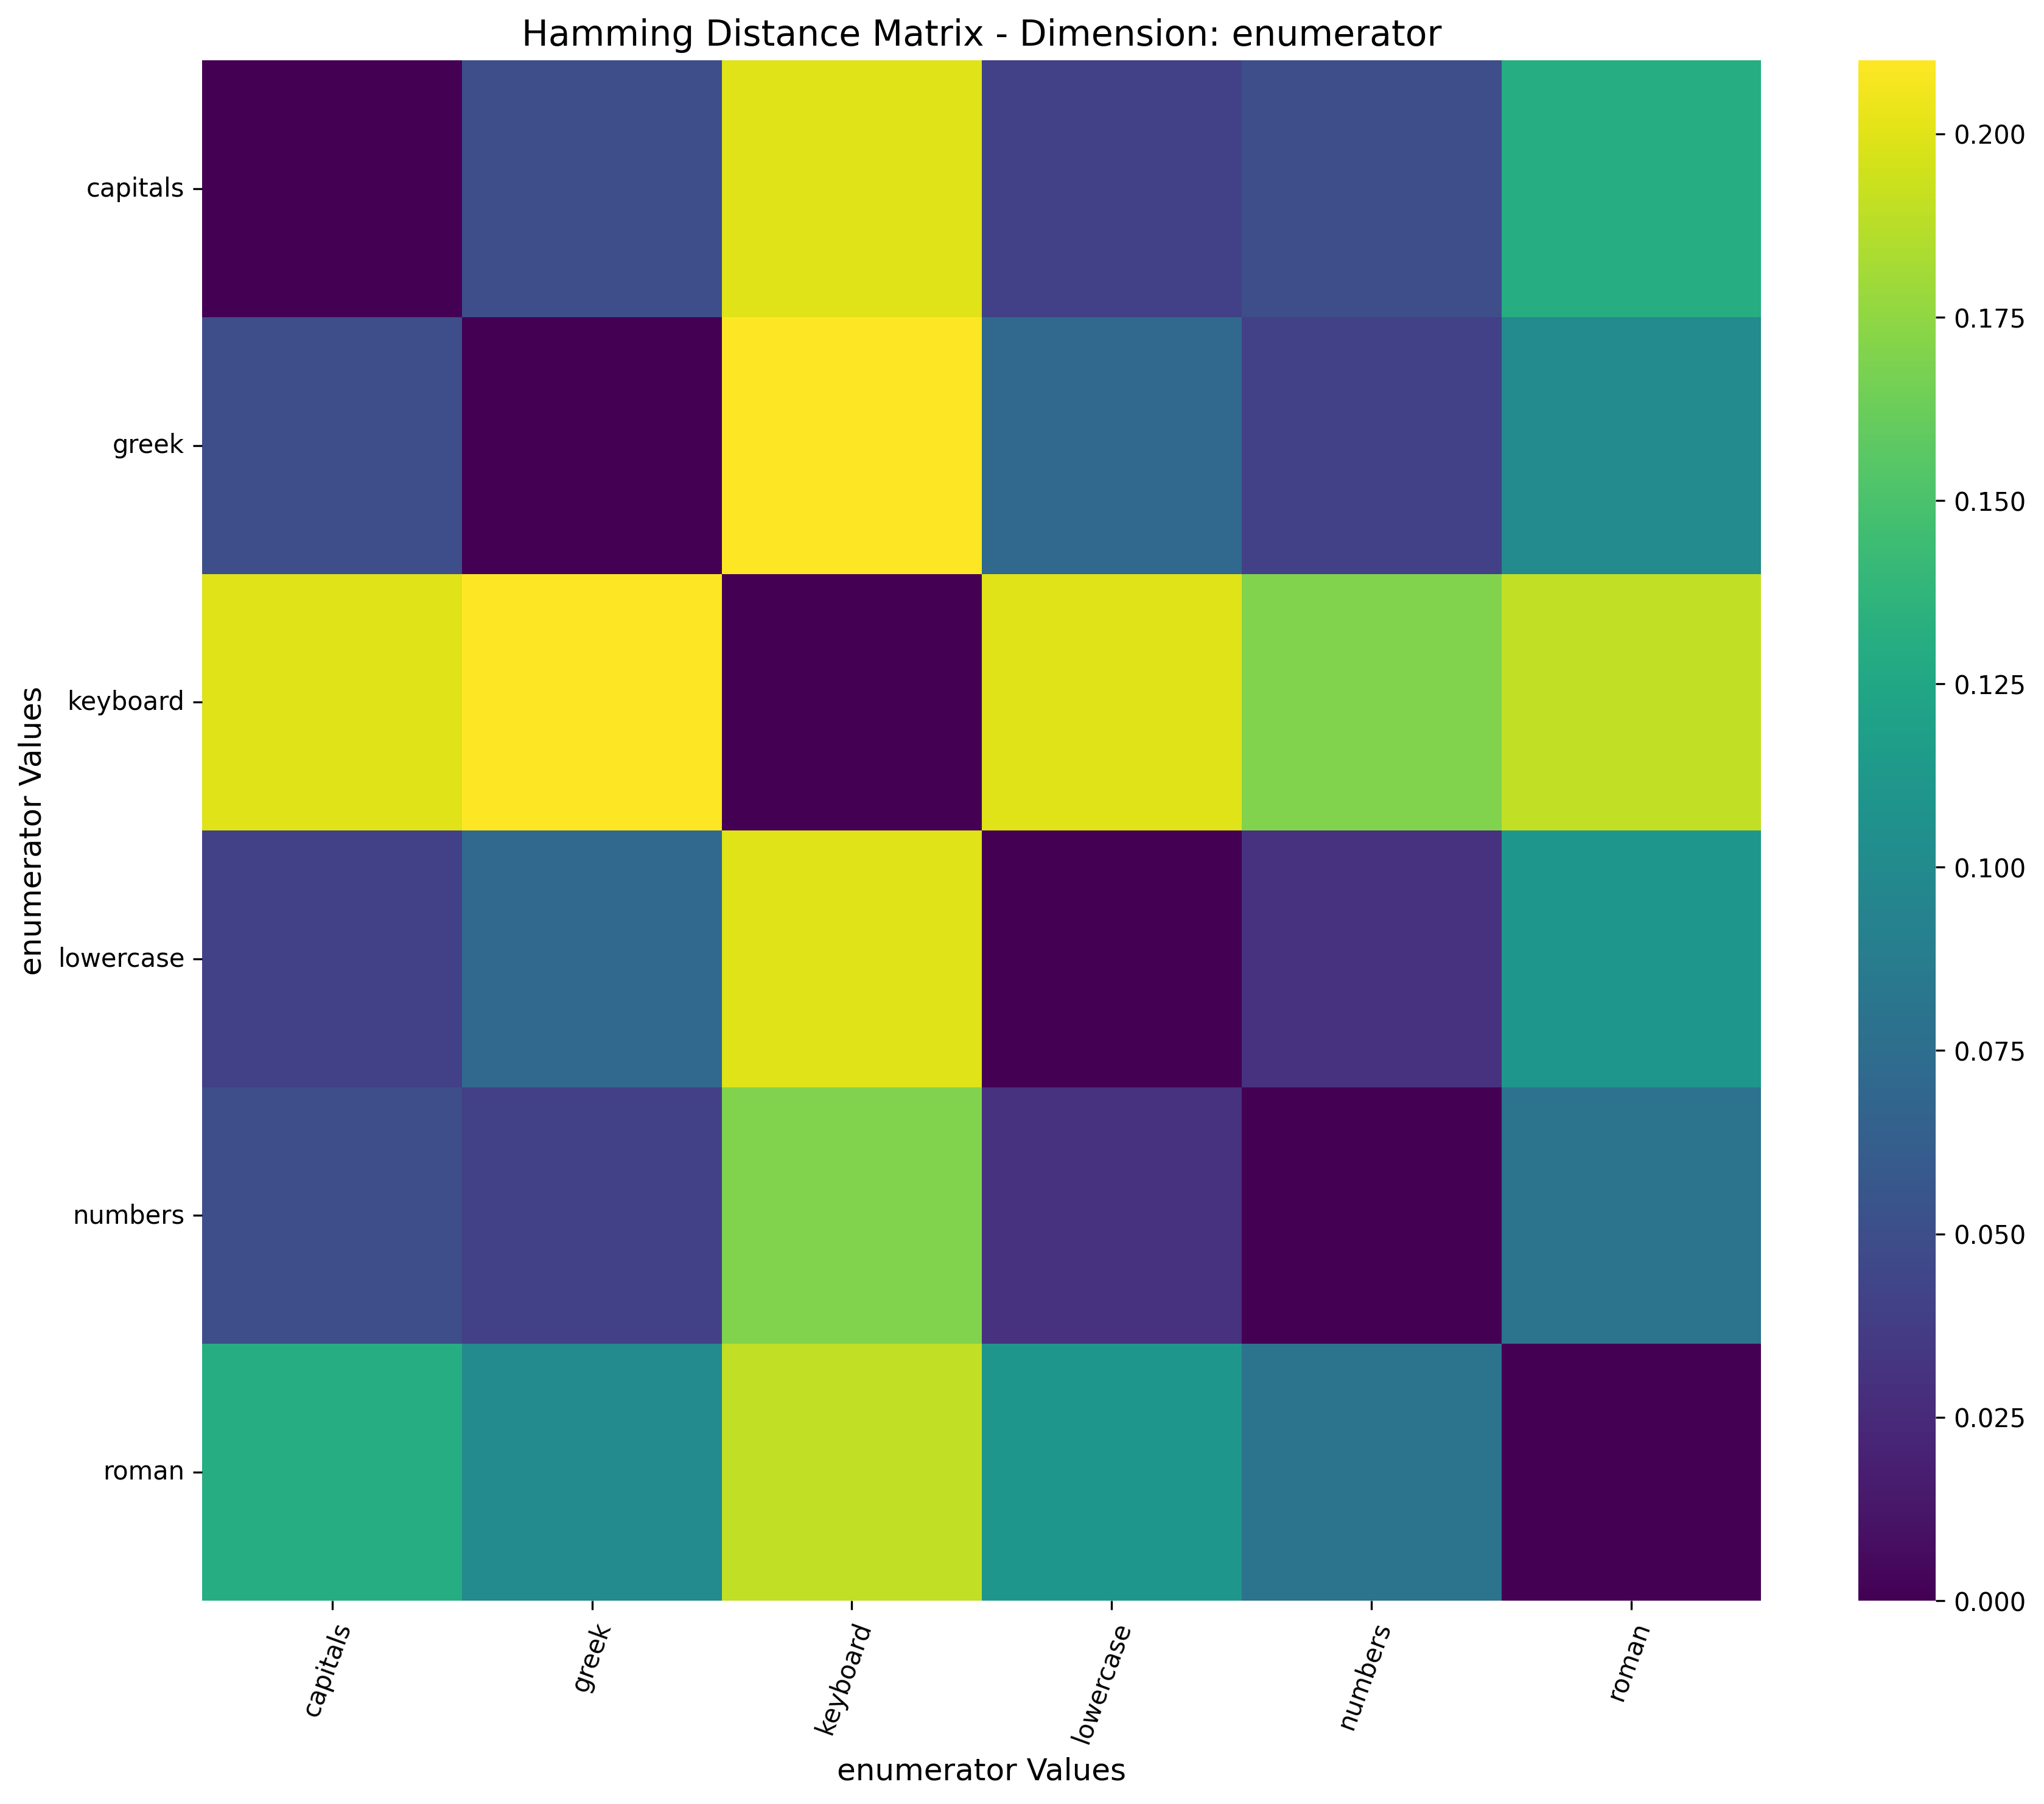 Hamming Distance Matrix - Dimension: enumerator
enumerator Values
capitals
greek
keyboard
lowercase
numbers
roman
capitals
greek
keyboard
lowercase
numbers
roman
enumerator Values
0.200
0.175
0.150
0.125
0.100
0.075
0.050
0.025
0.000